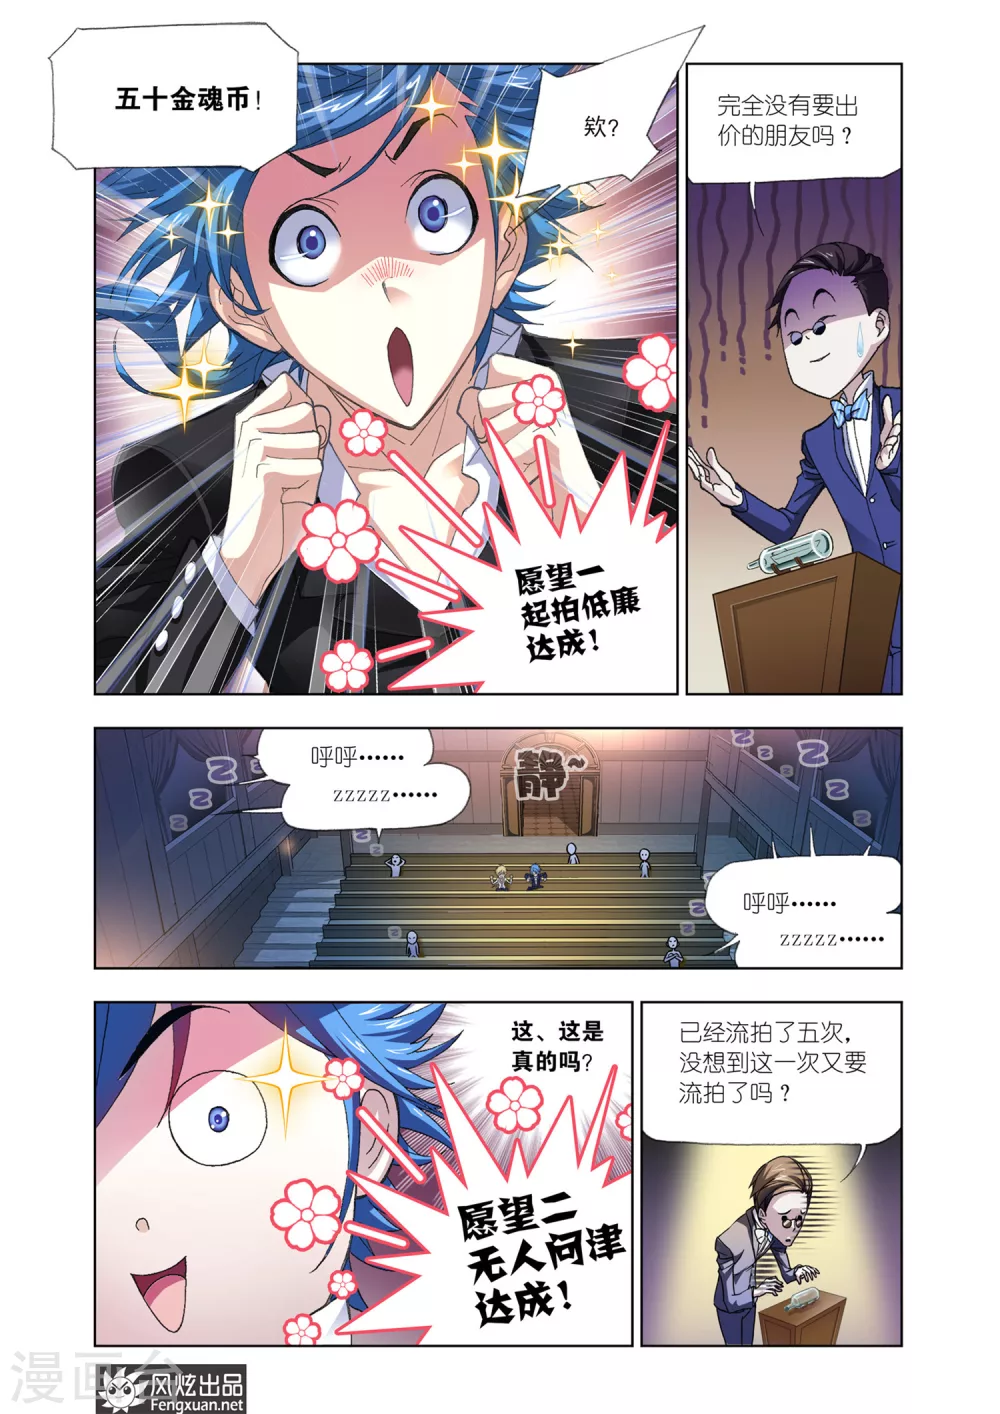 五十金魂币！
欸?
完全没有要出
价的朋友吗？
愿望一
起拍低廉
达成！
呼呼……
zzzzz……
静~
呼呼……
zzzzz……
这、这是
真的吗?
愿望二
无人问津
达成！
已经流拍了五次，
没想到这一次又要
流拍了吗？
漫画台
风炫出品
Fengxuan.net